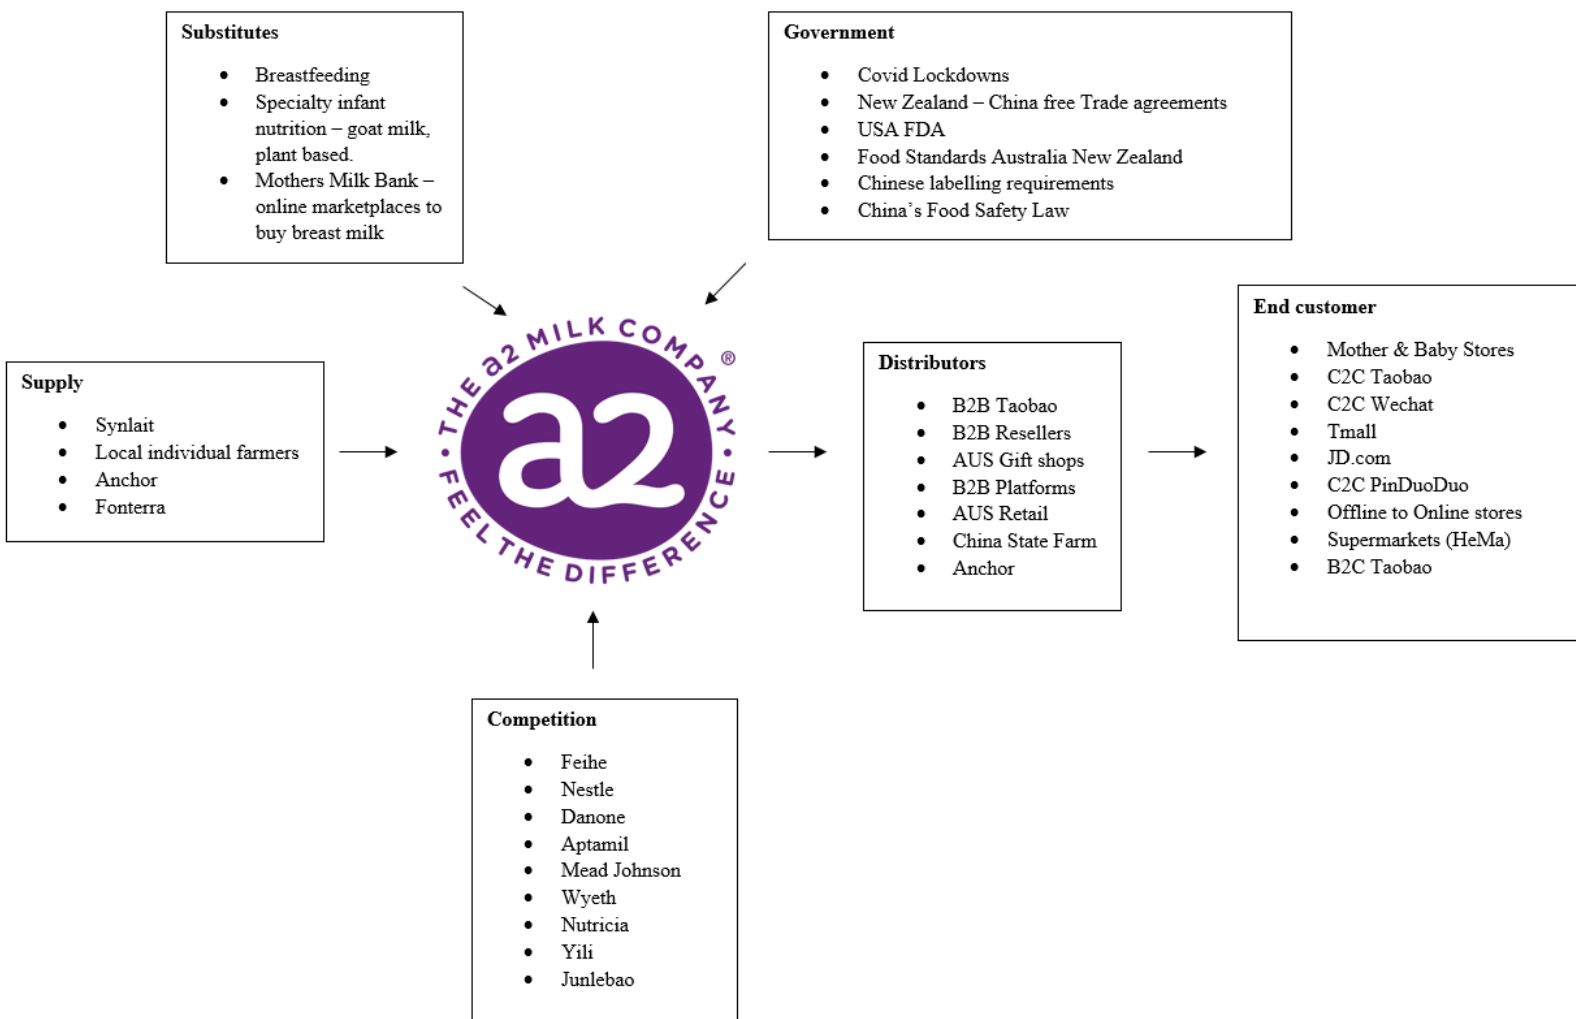 Substitutes
• Breastfeeding
• Specialty infant
nutrition – goat milk,
plant based.
• Mothers Milk Bank –
online marketplaces to
buy breast milk
Government
• Covid Lockdowns
• New Zealand – China free Trade agreements
• USA FDA
• Food Standards Australia New Zealand
• Chinese labelling requirements
• China’s Food Safety Law
Supply
• Synlait
• Local individual farmers
• Anchor
• Fonterra
THE a2 MILK COMPANY ®
a2
• FEEL THE DIFFERENCE •
Distributors
• B2B Taobao
• B2B Resellers
• AUS Gift shops
• B2B Platforms
• AUS Retail
• China State Farm
• Anchor
End customer
• Mother & Baby Stores
• C2C Taobao
• C2C Wechat
• Tmall
• JD.com
• C2C PinDuoDuo
• Offline to Online stores
• Supermarkets (HeMa)
• B2C Taobao
Competition
• Feihe
• Nestle
• Danone
• Aptamil
• Mead Johnson
• Wyeth
• Nutricia
• Yili
• Junlebao